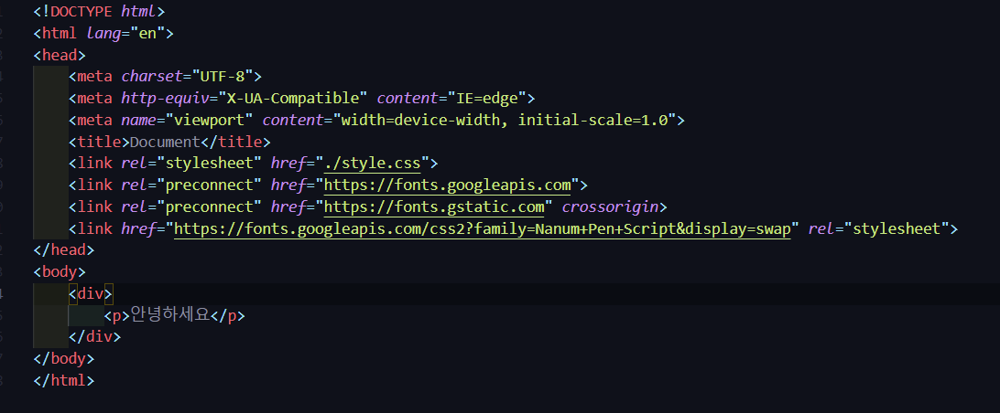 <!DOCTYPE html>
<html lang="en">
<head>
    <meta charset="UTF-8">
    <meta http-equiv="X-UA-Compatible" content="IE=edge">
    <meta name="viewport" content="width=device-width, initial-scale=1.0">
    <title>Document</title>
    <link rel="stylesheet" href="./style.css">
    <link rel="preconnect" href="https://fonts.googleapis.com">
    <link rel="preconnect" href="https://fonts.gstatic.com" crossorigin>
    <link href="https://fonts.googleapis.com/css2?family=Nanum+Pen+Script&display=swap" rel="stylesheet">
</head>
<body>
    <div>
        <p>안녕하세요</p>
    </div>
</body>
</html>